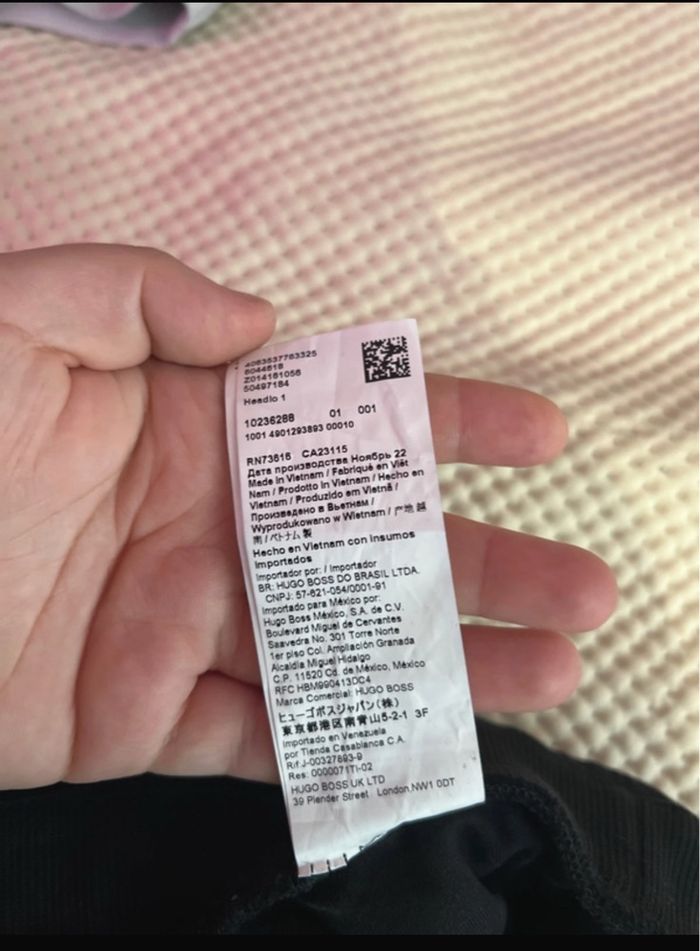 4063537763325
6044618
Z014161056
50497184
Headlo 1
10236288 01 001
1001 4901293893 00010
RN73616 CA23115
Дата производства Ноябрь 22
Made in Vietnam / Fabriqué en Viêt
Nam / Prodotto in Vietnam / Hecho en
Vietnam / Produzido em Vietnã /
Произведено в Вьетнам /
Wyprodukowano w Wietnam / 产地 越
南 / ベトナム 製
Hecho en Vietnam con Insumos
Importados
Importador por: / Importador
BR: HUGO BOSS DO BRASIL LTDA.
CNPJ: 57-621-054/0001-91
Importado para México por:
Hugo Boss México, S.A. de C.V.
Boulevard Miguel de Cervantes
Saavedra No. 301 Torre Norte
1er piso Col. Ampliación Granada
Alcaldia Miguel Hidalgo
C.P. 11520 Cd. de México, México
RFC HBM990413DC4
Marca Comercial: HUGO BOSS
ヒューゴボスジャパン(株)
東京都港区南青山5-2-1 3F
Importado en Venezuela
por Tienda Casablanca C.A.
Rif.J-00327893-9
Res: 0000071TI-02
HUGO BOSS UK LTD
39 Plender Street London.NW1 0DT